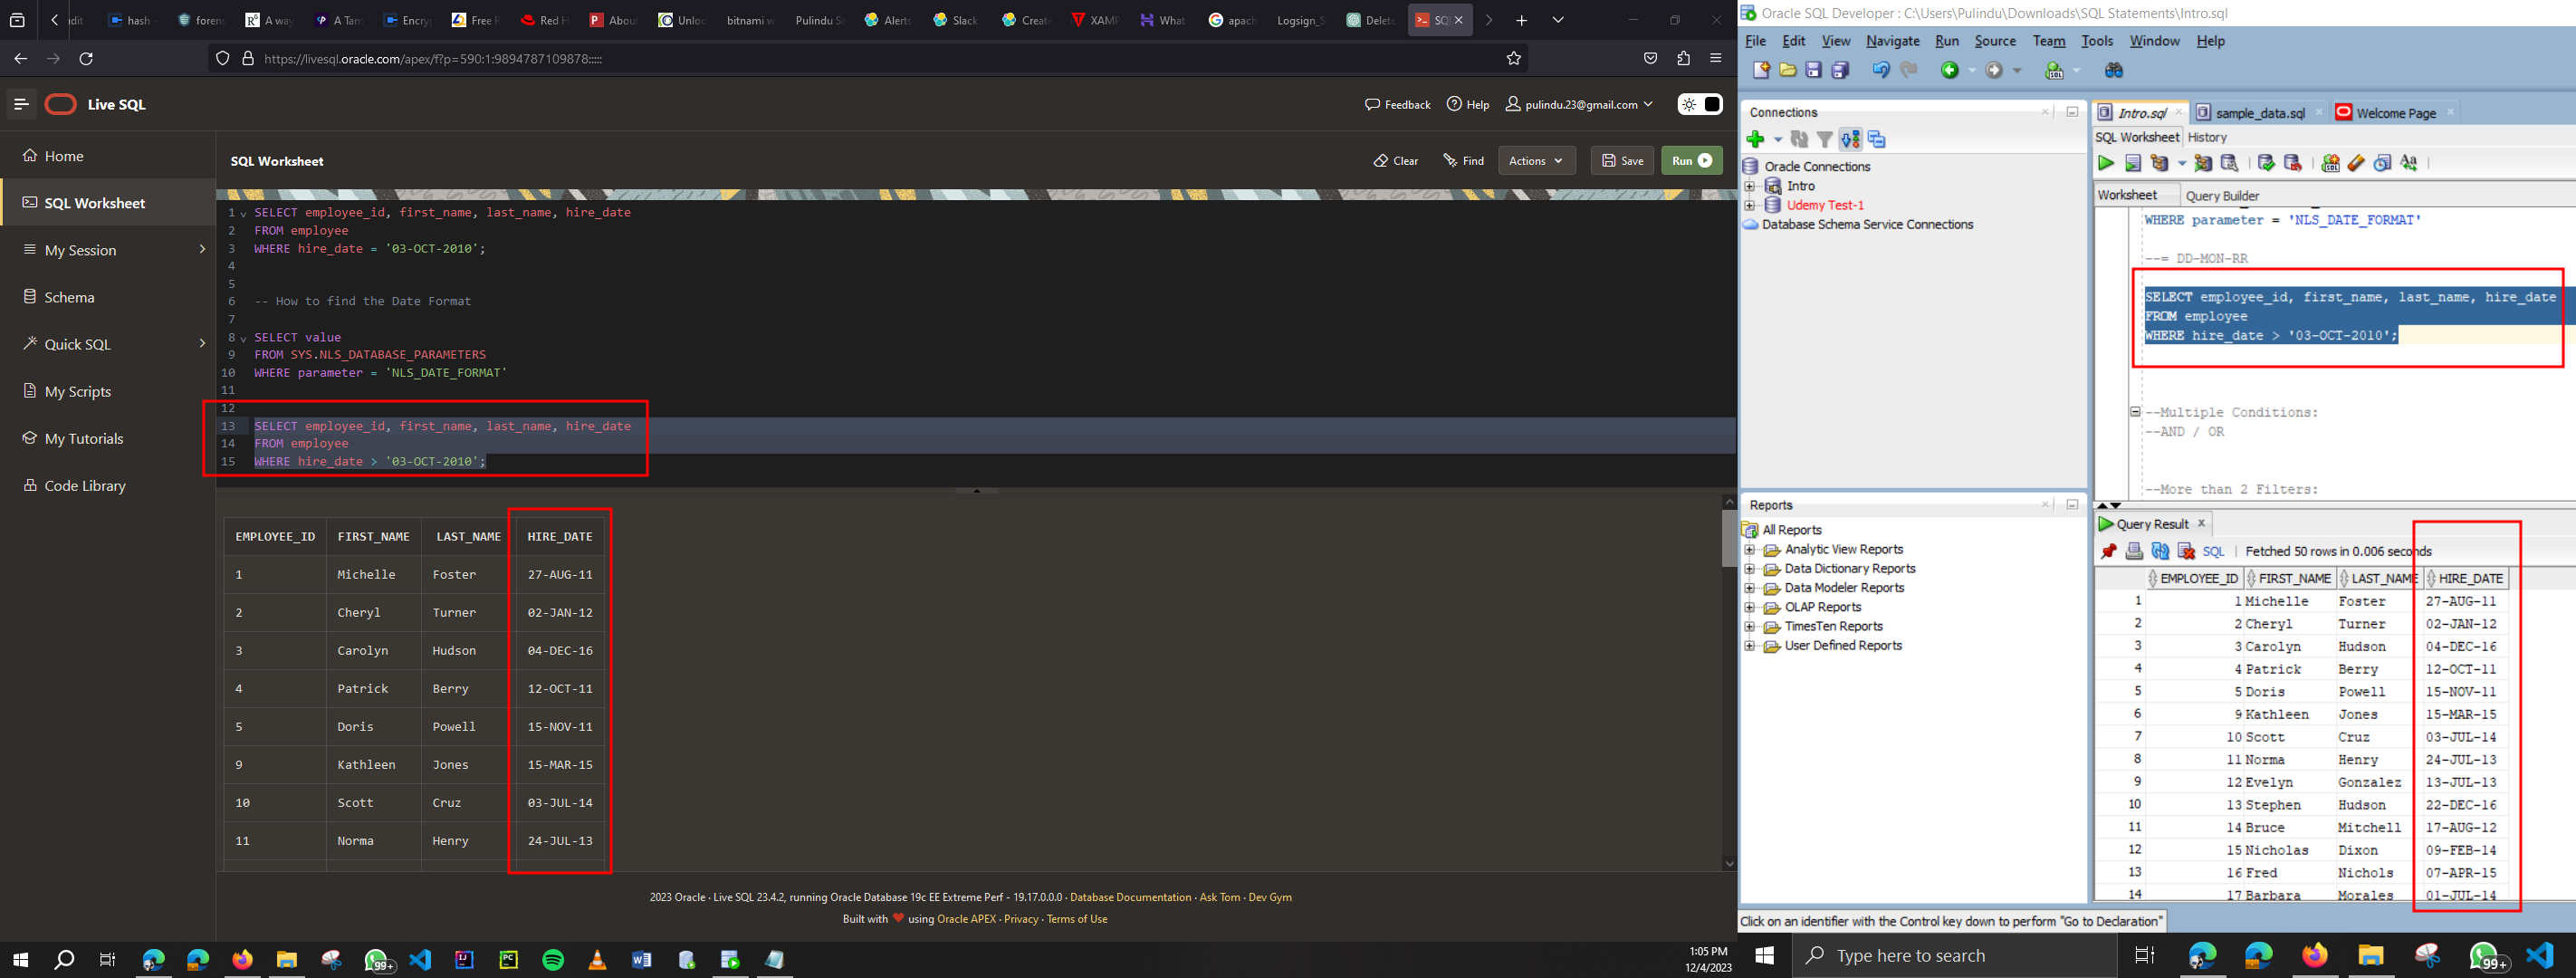 hash
foren
A way
A Tam
Encry
Free R
Red H
About
Unloc
bitnami w
Pulindu Sa
Alerts
Slack
Create
XAMP
What
apach
Logsign_S
Delete
SQL
https://livesql.oracle.com/apex/f?p=590:1:9894787109878:::::
Live SQL
Feedback
Help
pulindu.23@gmail.com
Home
SQL Worksheet
My Session
Schema
Quick SQL
My Scripts
My Tutorials
Code Library
SQL Worksheet
Clear
Find
Actions
Save
Run
1 SELECT employee_id, first_name, last_name, hire_date
2 FROM employee
3 WHERE hire_date = '03-OCT-2010';
4
5
6 -- How to find the Date Format
7
8 SELECT value
9 FROM SYS.NLS_DATABASE_PARAMETERS
10 WHERE parameter = 'NLS_DATE_FORMAT'
11
12
13 SELECT employee_id, first_name, last_name, hire_date
14 FROM employee
15 WHERE hire_date > '03-OCT-2010';
EMPLOYEE_ID FIRST_NAME LAST_NAME HIRE_DATE
1 Michelle Foster 27-AUG-11
2 Cheryl Turner 02-JAN-12
3 Carolyn Hudson 04-DEC-16
4 Patrick Berry 12-OCT-11
5 Doris Powell 15-NOV-11
9 Kathleen Jones 15-MAR-15
10 Scott Cruz 03-JUL-14
11 Norma Henry 24-JUL-13
2023 Oracle · Live SQL 23.4.2, running Oracle Database 19c EE Extreme Perf - 19.17.0.0.0 · Database Documentation · Ask Tom · Dev Gym
Built with ❤ using Oracle APEX · Privacy · Terms of Use
99+
1:05 PM
12/4/2023
Oracle SQL Developer : C:\Users\Pulindu\Downloads\SQL Statements\Intro.sql
File Edit View Navigate Run Source Team Tools Window Help
Connections
Oracle Connections
Intro
Udemy Test-1
Database Schema Service Connections
Reports
All Reports
Analytic View Reports
Data Dictionary Reports
Data Modeler Reports
OLAP Reports
TimesTen Reports
User Defined Reports
Intro.sql
sample_data.sql
Welcome Page
SQL Worksheet History
Worksheet Query Builder
WHERE parameter = 'NLS_DATE_FORMAT'
--= DD-MON-RR
SELECT employee_id, first_name, last_name, hire_date
FROM employee
WHERE hire_date > '03-OCT-2010';
--Multiple Conditions:
--AND / OR
--More than 2 Filters:
Query Result
SQL | Fetched 50 rows in 0.006 seconds
EMPLOYEE_ID FIRST_NAME LAST_NAME HIRE_DATE
1 1 Michelle Foster 27-AUG-11
2 2 Cheryl Turner 02-JAN-12
3 3 Carolyn Hudson 04-DEC-16
4 4 Patrick Berry 12-OCT-11
5 5 Doris Powell 15-NOV-11
6 9 Kathleen Jones 15-MAR-15
7 10 Scott Cruz 03-JUL-14
8 11 Norma Henry 24-JUL-13
9 12 Evelyn Gonzalez 13-JUL-13
10 13 Stephen Hudson 22-DEC-16
11 14 Bruce Mitchell 17-AUG-12
12 15 Nicholas Dixon 09-FEB-14
13 16 Fred Nichols 07-APR-15
14 17 Barbara Morales 01-JUL-14
Click on an identifier with the Control key down to perform "Go to Declaration"
Type here to search
99+